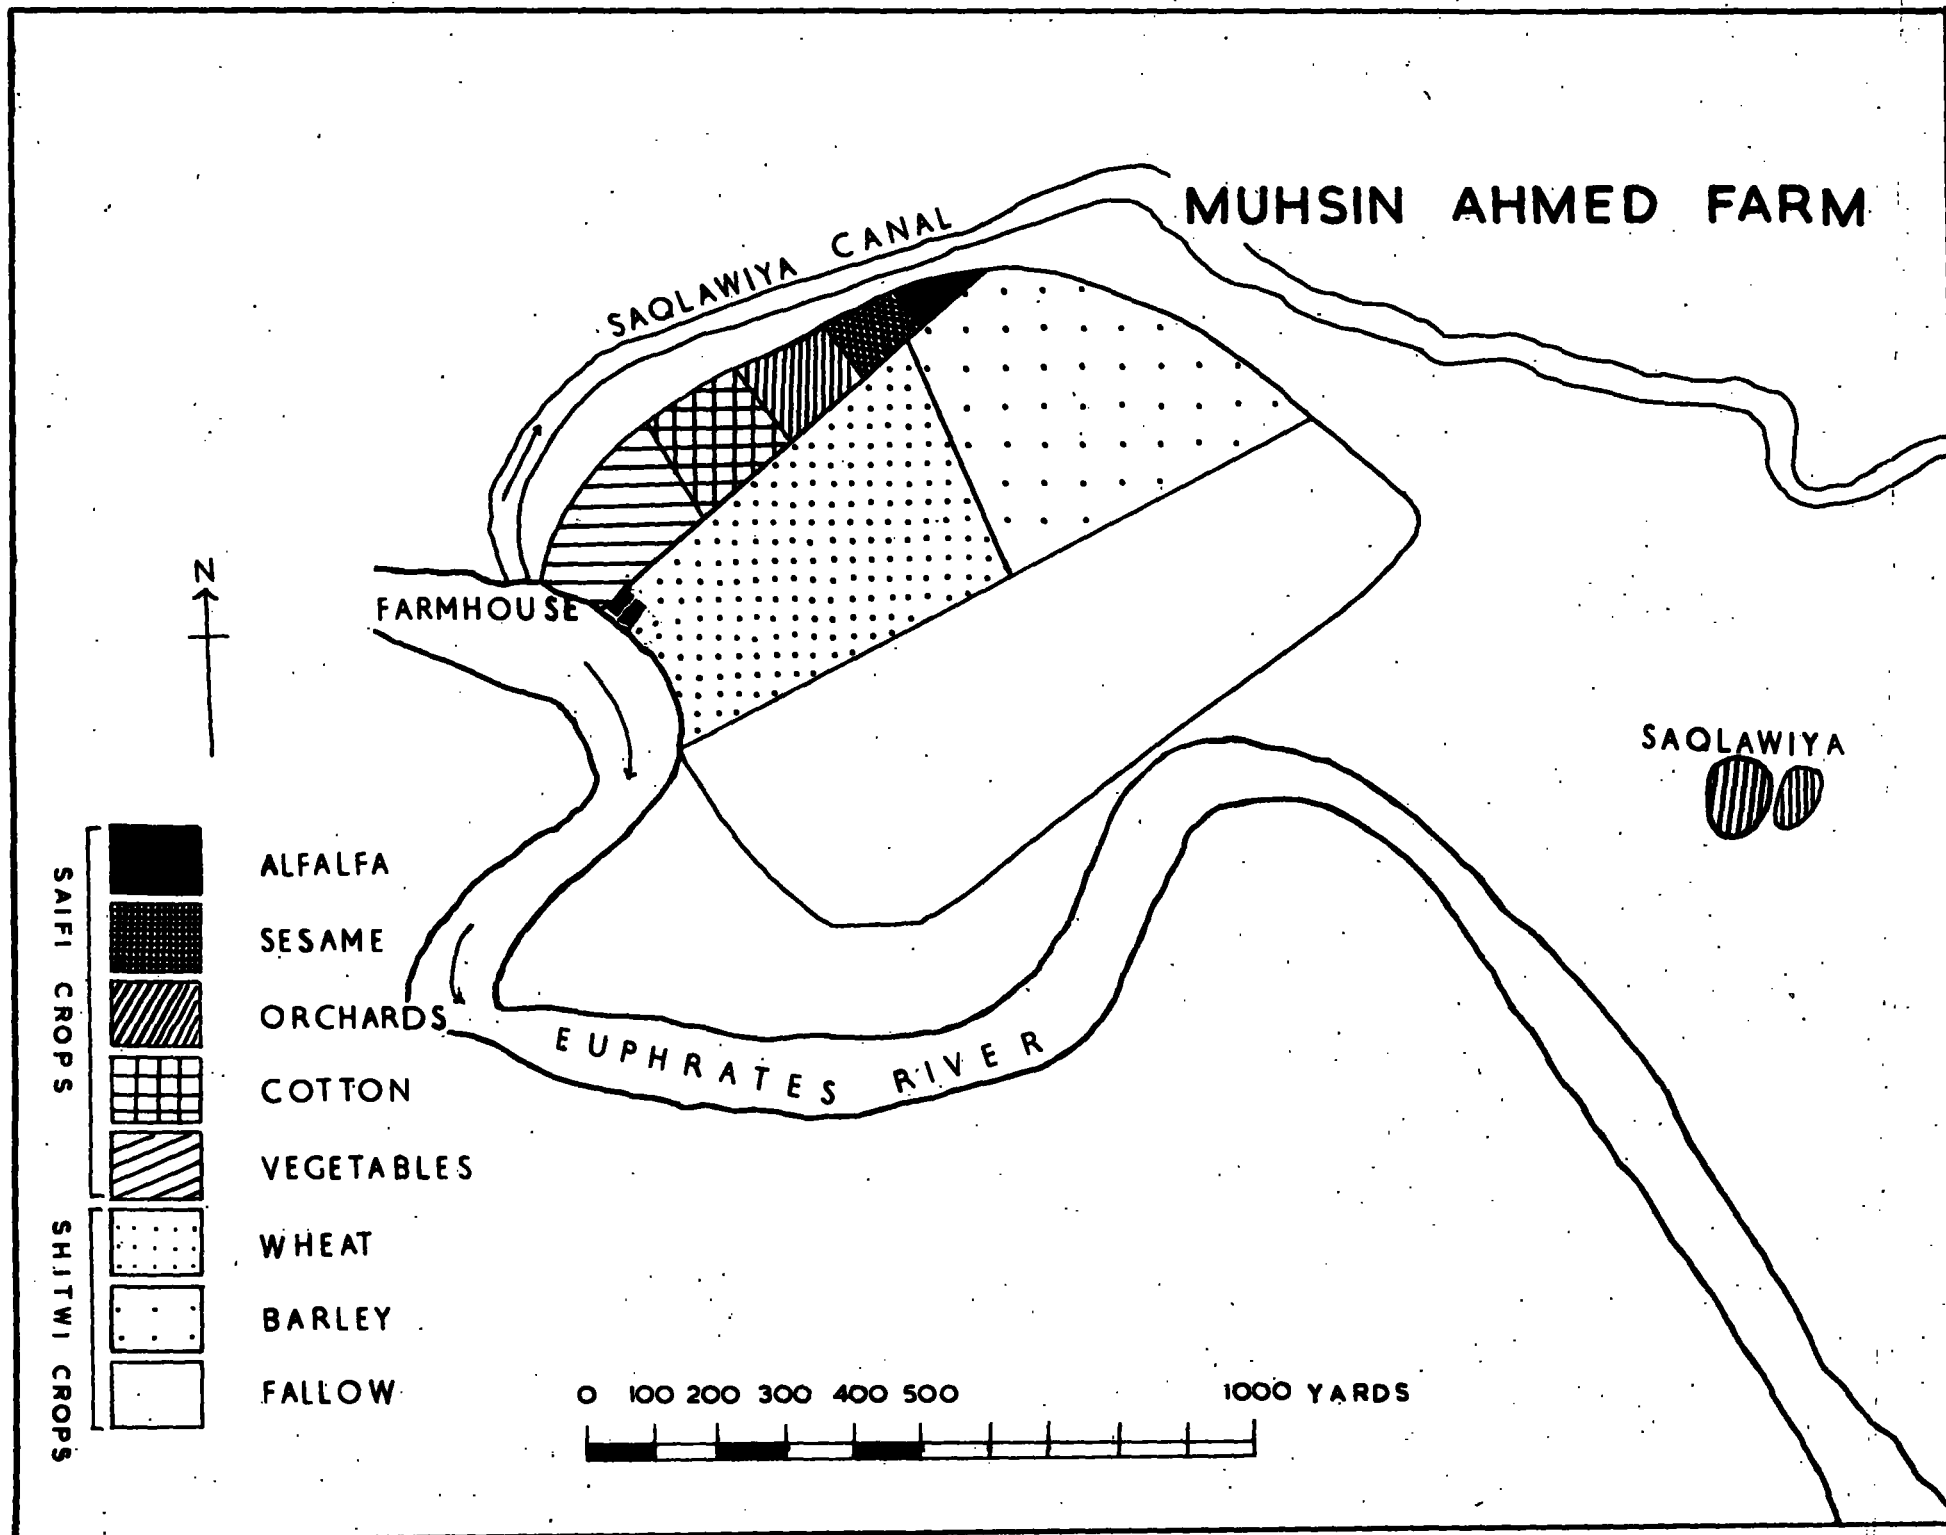 MUHSIN AHMED FARM
SAQLAWIYA CANAL
N
FARMHOUSE
SAQLAWIYA
SAIFI CROPS
ALFALFA
SESAME
ORCHARDS
COTTON
VEGETABLES
SHITWI CROPS
WHEAT
BARLEY
FALLOW
EUPHRATES RIVER
0 100 200 300 400 500 1000 YARDS